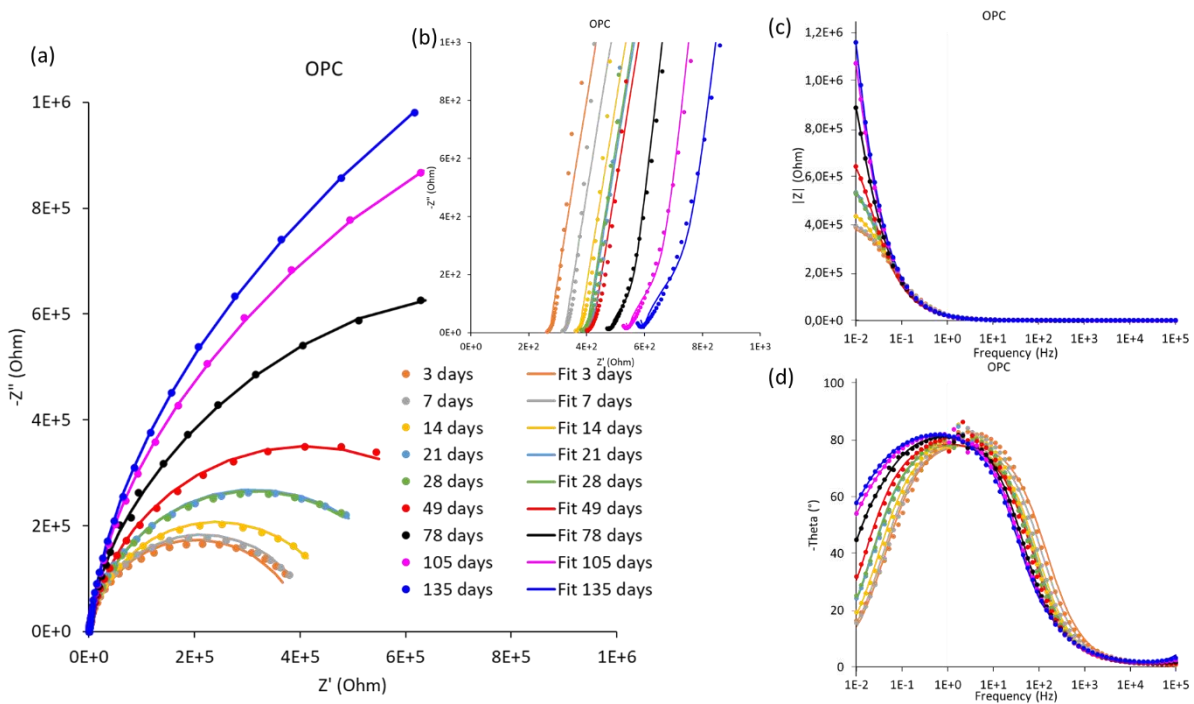 (a)
OPC
1E+6
8E+5
6E+5
4E+5
2E+5
0E+0
-Z" (Ohm)
0E+0 2E+5 4E+5 6E+5 8E+5 1E+6
Z' (Ohm)
(b)
OPC
1E+3
8E+2
6E+2
4E+2
2E+2
0E+0
-Z" (Ohm)
0E+0 2E+2 4E+2 6E+2 8E+2 1E+3
Z' (Ohm)
3 days Fit 3 days
7 days Fit 7 days
14 days Fit 14 days
21 days Fit 21 days
28 days Fit 28 days
49 days Fit 49 days
78 days Fit 78 days
105 days Fit 105 days
135 days Fit 135 days
(c)
OPC
1,2E+6
1,0E+6
8,0E+5
6,0E+5
4,0E+5
2,0E+5
0,0E+0
|Z| (Ohm)
1E-2 1E-1 1E+0 1E+1 1E+2 1E+3 1E+4 1E+5
Frequency (Hz)
(d)
OPC
100
80
60
40
20
0
-Theta (°)
1E-2 1E-1 1E+0 1E+1 1E+2 1E+3 1E+4 1E+5
Frequency (Hz)